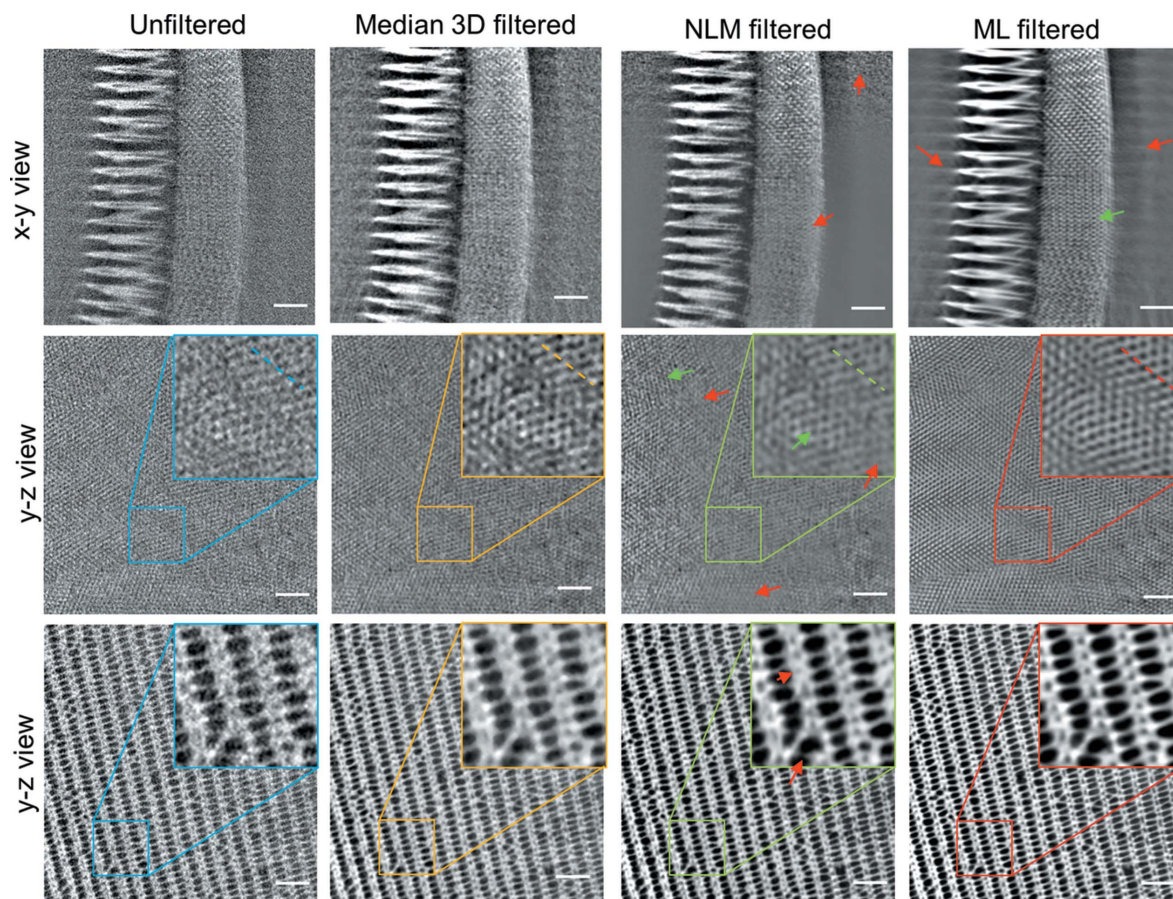 Unfiltered
Median 3D filtered
NLM filtered
ML filtered
x-y view
y-z view
y-z view